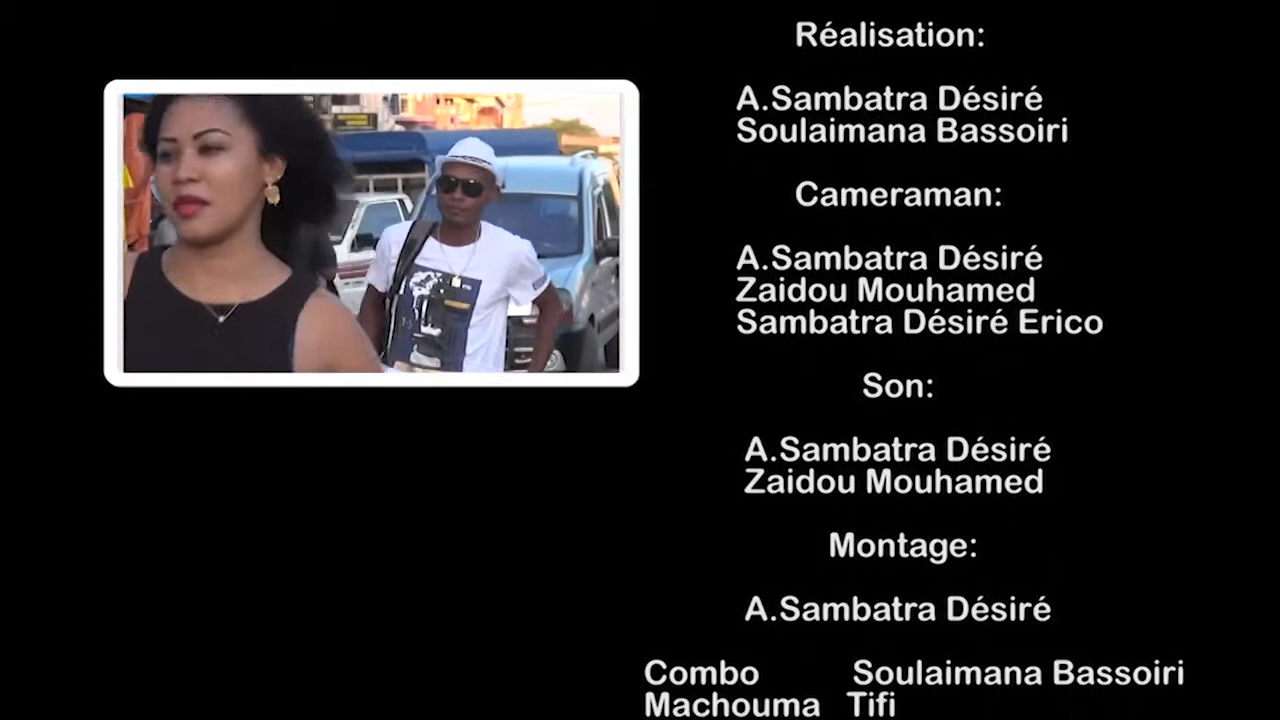 Réalisation:
A.Sambatra Désiré
Soulaimana Bassoiri
Cameraman:
A.Sambatra Désiré
Zaidou Mouhamed
Sambatra Désiré Erico
Son:
A.Sambatra Désiré
Zaidou Mouhamed
Montage:
A.Sambatra Désiré
Combo Soulaimana Bassoiri
Machouma Tifi